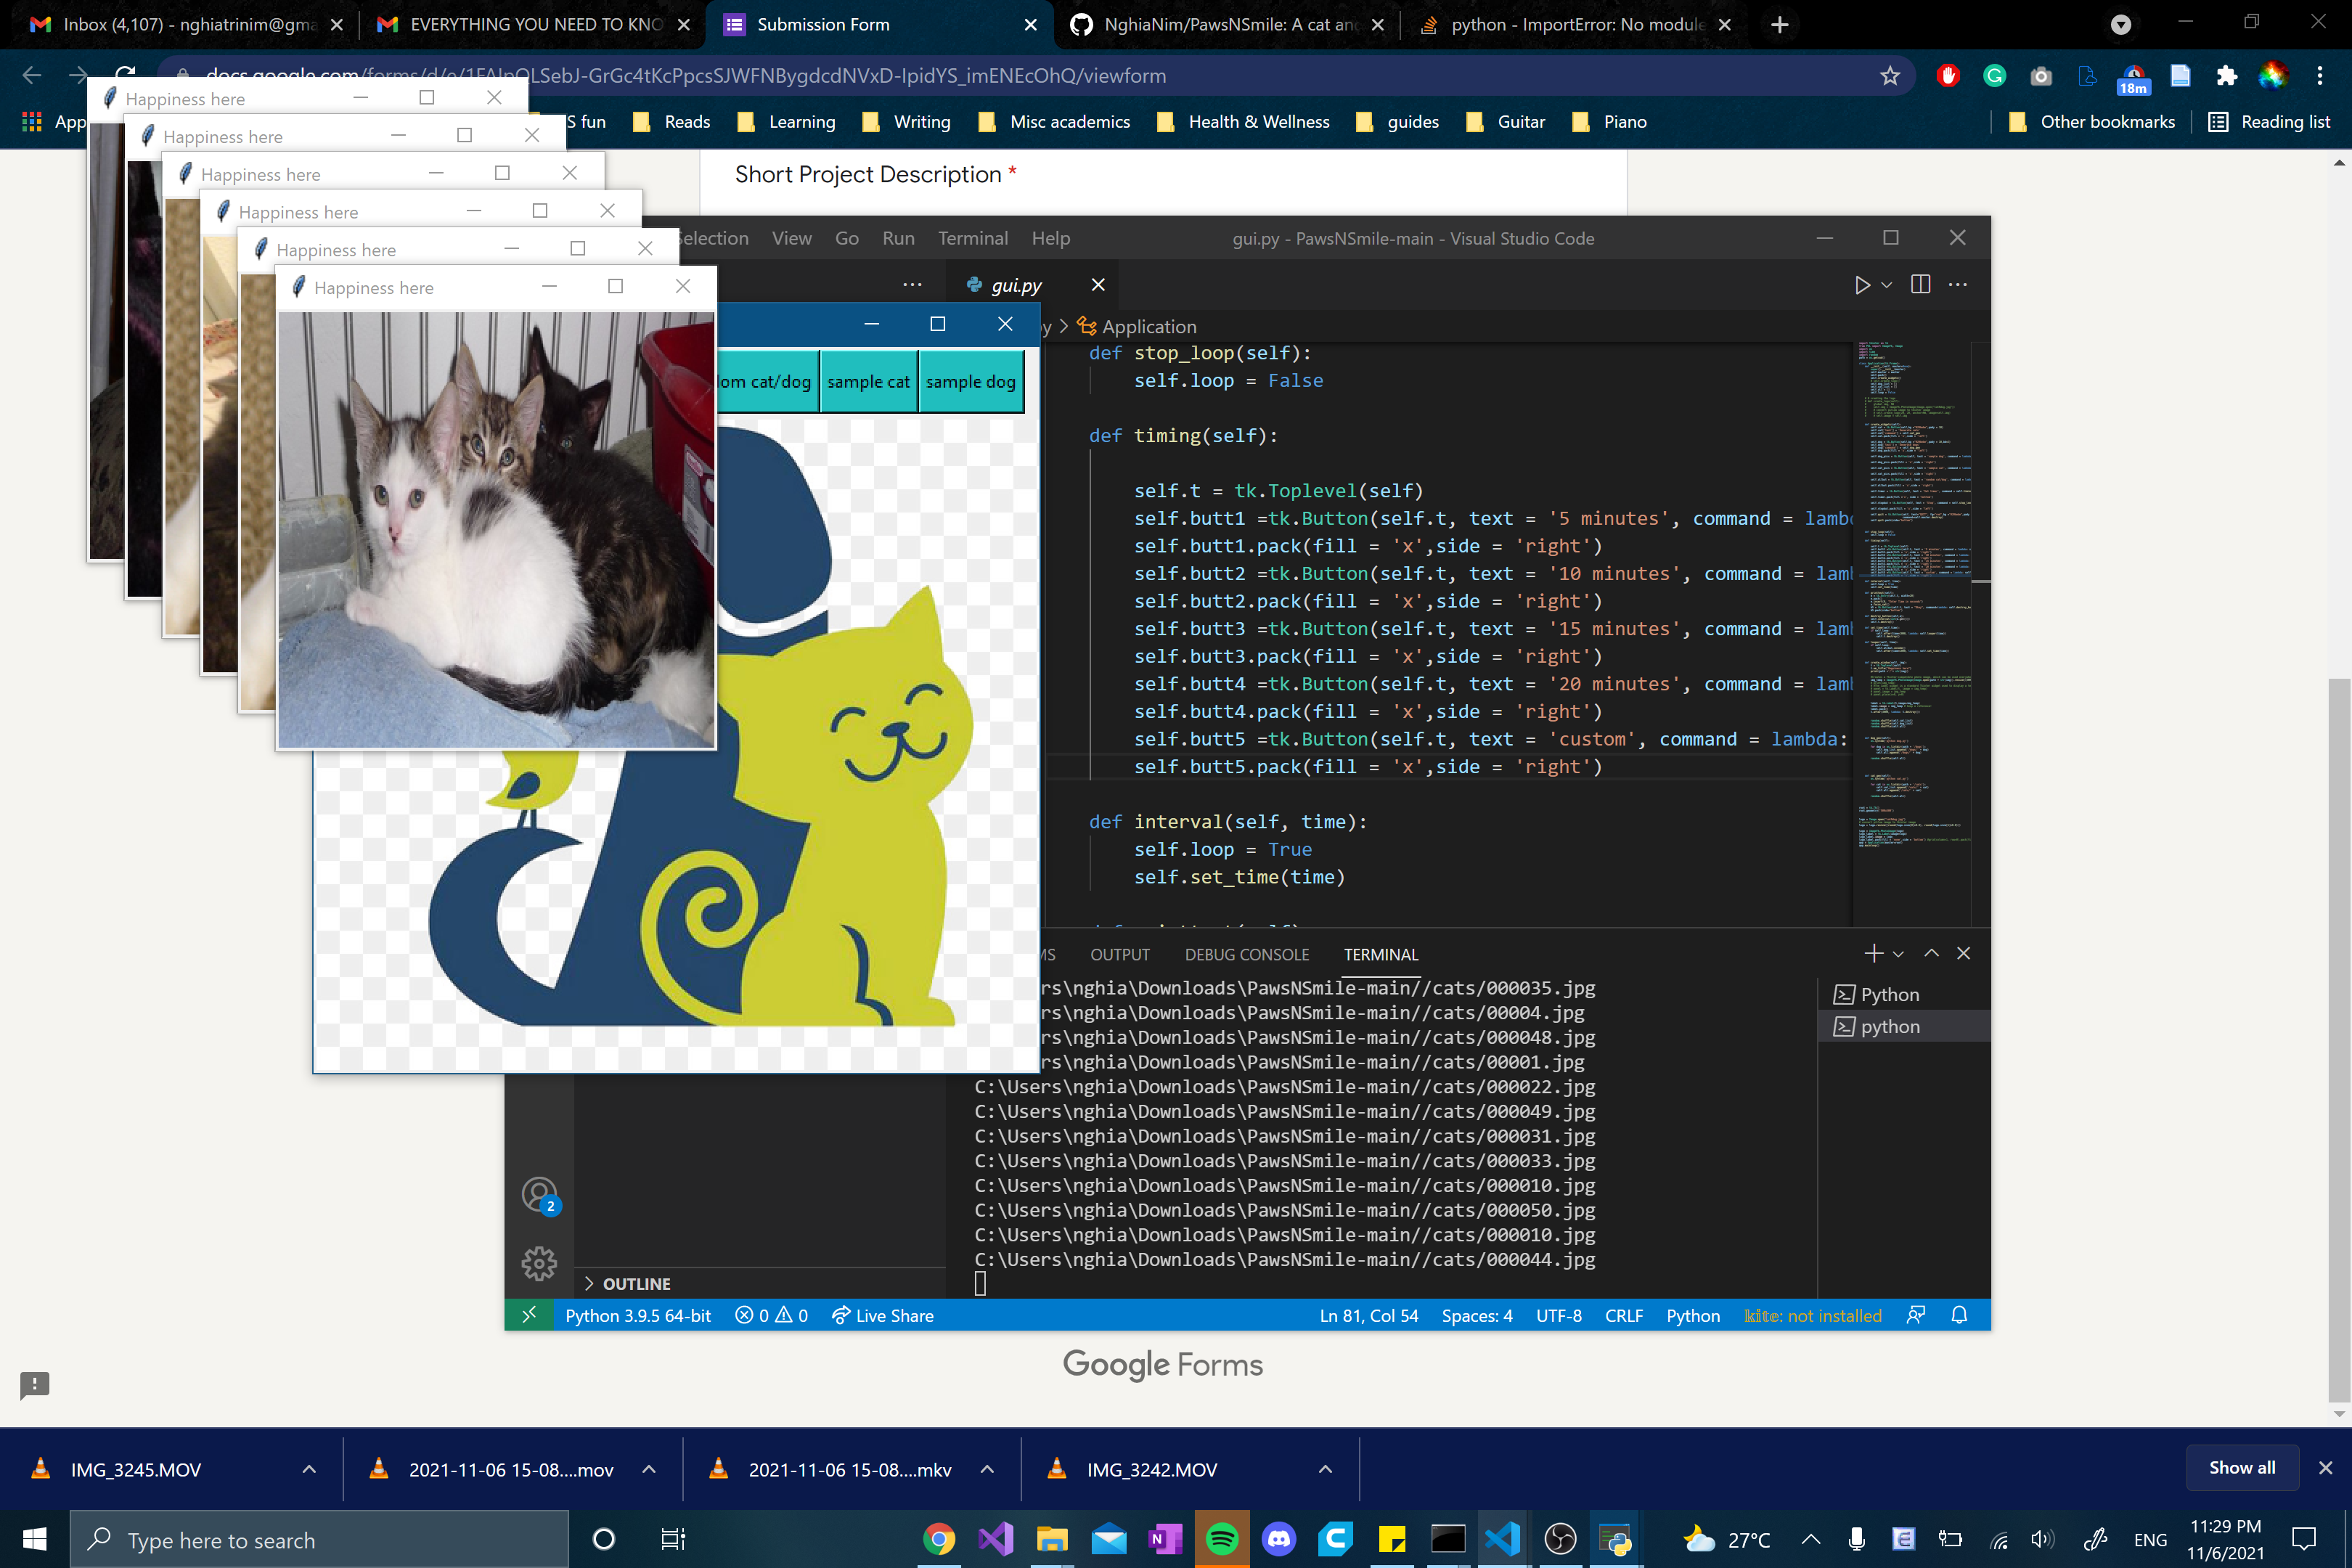 Inbox (4,107) - nghiatrinim@gma
EVERYTHING YOU NEED TO KNO
Submission Form
NghiaNim/PawsNSmile: A cat an
python - ImportError: No module
docs.google.com/forms/d/e/1FAIpQLSebJ-GrGc4tKcPpcsSJWFNBygdcdNVxD-IpidYS_imENEcOhQ/viewform
18m
App
S fun
Reads
Learning
Writing
Misc academics
Health & Wellness
guides
Guitar
Piano
Other bookmarks
Reading list
Short Project Description *
Happiness here
Happiness here
Happiness here
Happiness here
Happiness here
Happiness here
Selection View Go Run Terminal Help
gui.py - PawsNSmile-main - Visual Studio Code
gui.py
y > Application
dom cat/dog
sample cat
sample dog
def stop_loop(self):
self.loop = False
def timing(self):
self.t = tk.Toplevel(self)
self.butt1 =tk.Button(self.t, text = '5 minutes', command = lambd
self.butt1.pack(fill = 'x',side = 'right')
self.butt2 =tk.Button(self.t, text = '10 minutes', command = lamb
self.butt2.pack(fill = 'x',side = 'right')
self.butt3 =tk.Button(self.t, text = '15 minutes', command = lamb
self.butt3.pack(fill = 'x',side = 'right')
self.butt4 =tk.Button(self.t, text = '20 minutes', command = lamb
self.butt4.pack(fill = 'x',side = 'right')
self.butt5 =tk.Button(self.t, text = 'custom', command = lambda:
self.butt5.pack(fill = 'x',side = 'right')
def interval(self, time):
self.loop = True
self.set_time(time)
MS OUTPUT DEBUG CONSOLE TERMINAL
rs\nghia\Downloads\PawsNSmile-main//cats/000035.jpg
rs\nghia\Downloads\PawsNSmile-main//cats/00004.jpg
rs\nghia\Downloads\PawsNSmile-main//cats/000048.jpg
rs\nghia\Downloads\PawsNSmile-main//cats/00001.jpg
C:\Users\nghia\Downloads\PawsNSmile-main//cats/000022.jpg
C:\Users\nghia\Downloads\PawsNSmile-main//cats/000049.jpg
C:\Users\nghia\Downloads\PawsNSmile-main//cats/000031.jpg
C:\Users\nghia\Downloads\PawsNSmile-main//cats/000033.jpg
C:\Users\nghia\Downloads\PawsNSmile-main//cats/000010.jpg
C:\Users\nghia\Downloads\PawsNSmile-main//cats/000050.jpg
C:\Users\nghia\Downloads\PawsNSmile-main//cats/000010.jpg
C:\Users\nghia\Downloads\PawsNSmile-main//cats/000044.jpg
Python
python
2
OUTLINE
Python 3.9.5 64-bit
0
0
Live Share
Ln 81, Col 54
Spaces: 4
UTF-8
CRLF
Python
kite: not installed
Google Forms
IMG_3245.MOV
2021-11-06 15-08....mov
2021-11-06 15-08....mkv
IMG_3242.MOV
Show all
Type here to search
27°C
ENG
11:29 PM
11/6/2021